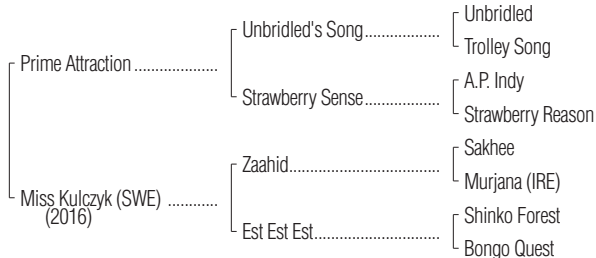 Unbridled
Unbridled's Song..................
Trolley Song
Prime Attraction ....................
A.P. Indy
Strawberry Sense..................
Strawberry Reason
Sakhee
Zaahid....................................
Murjana (IRE)
Miss Kulczyk (SWE) ............
(2016)
Shinko Forest
Est Est Est..............................
Bongo Quest